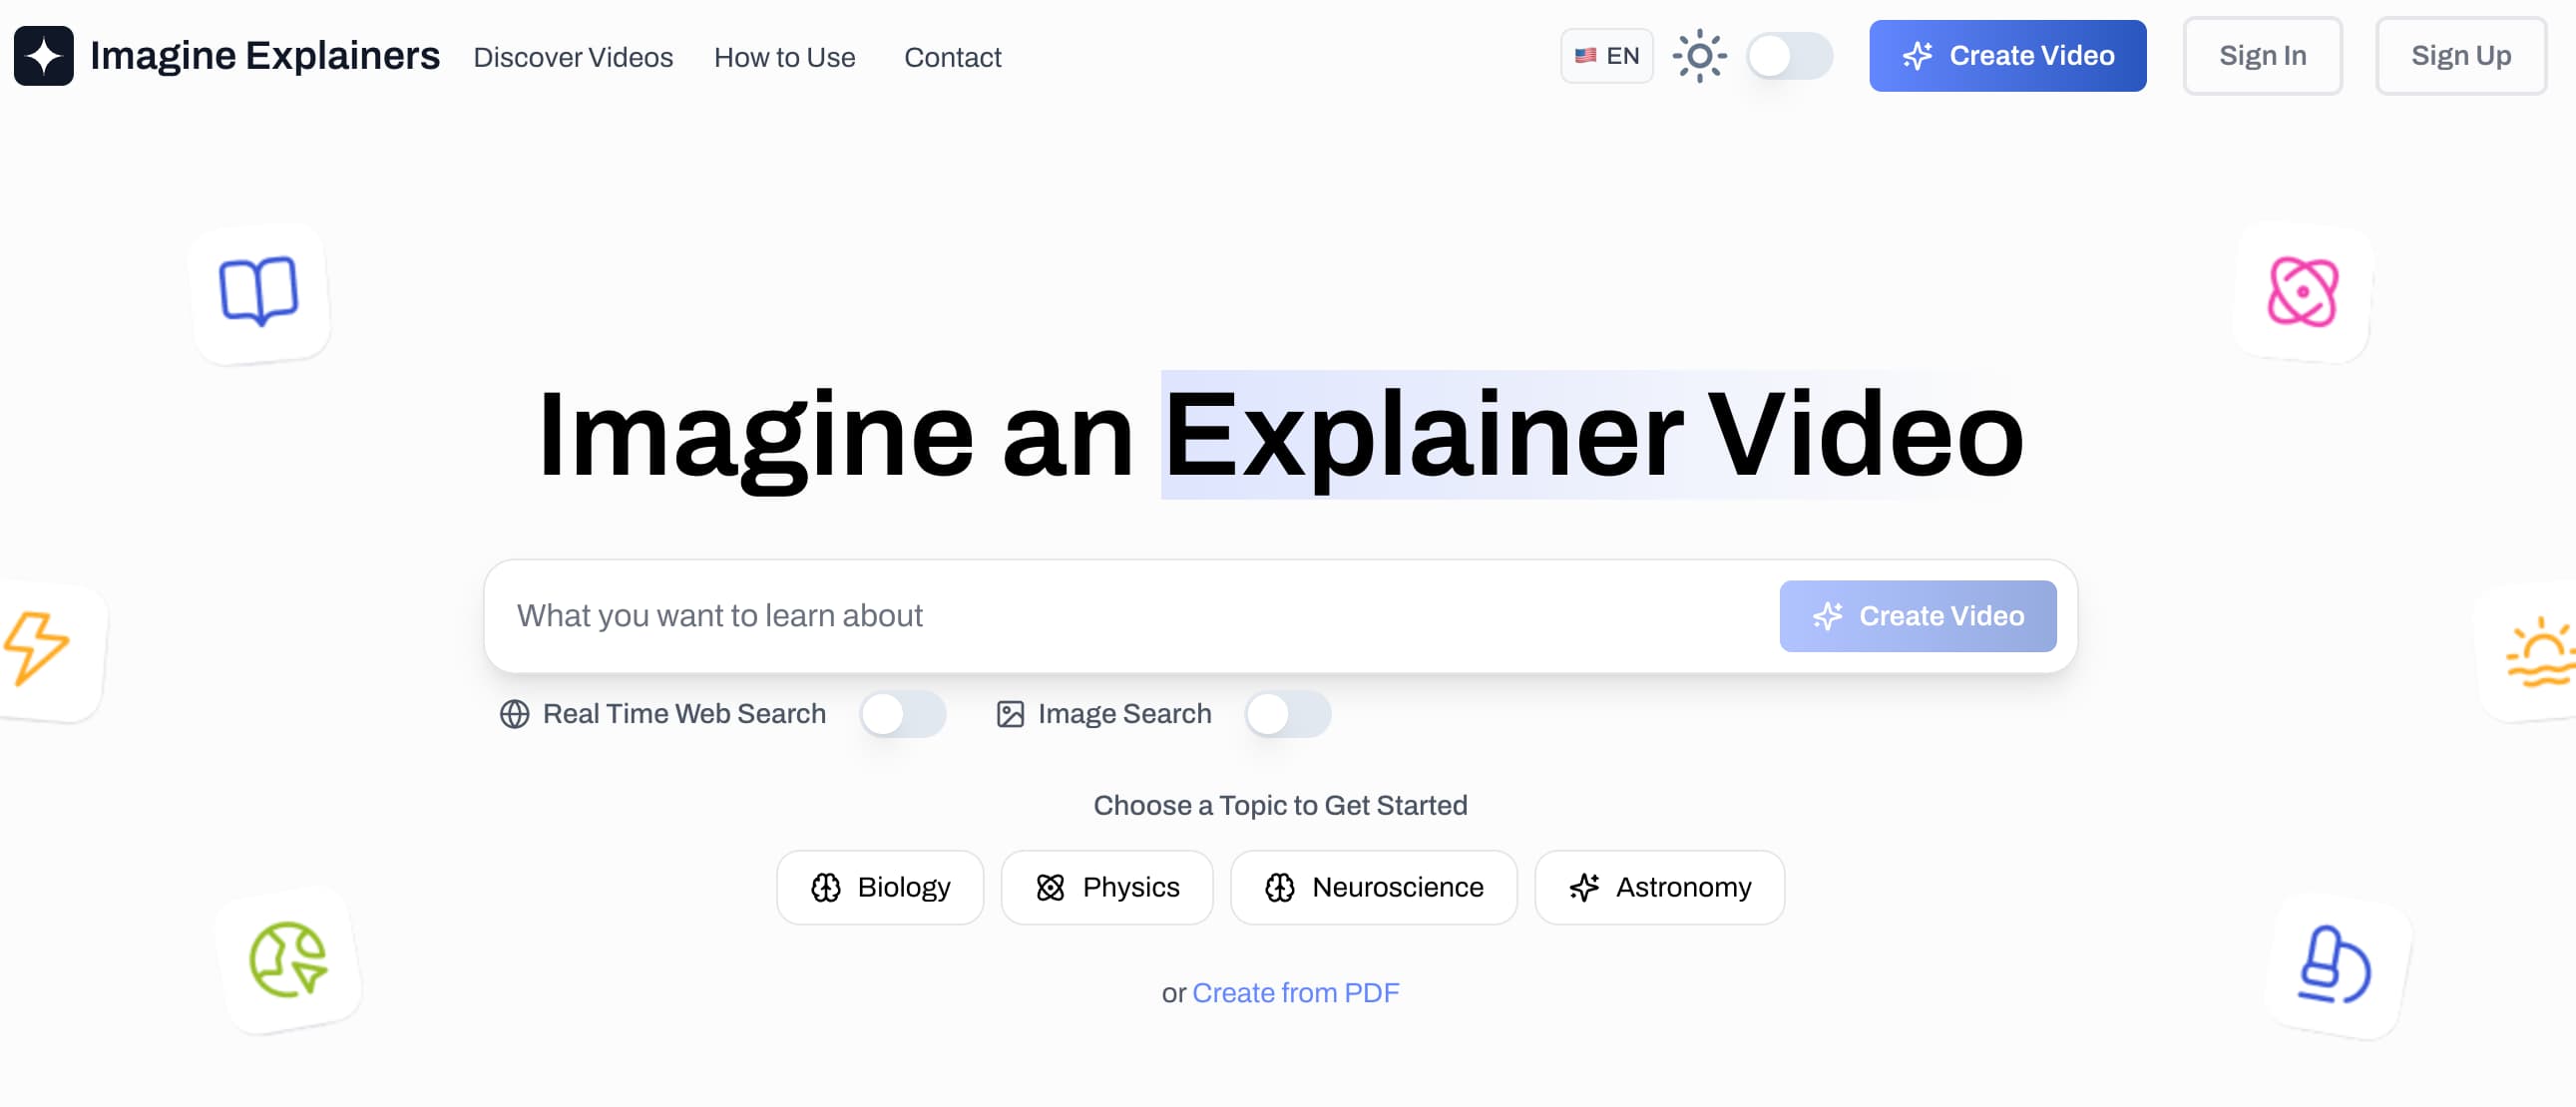 Imagine Explainers Discover Videos How to Use Contact EN Create Video Sign In Sign Up
Imagine an Explainer Video
What you want to learn about Create Video
Real Time Web Search Image Search
Choose a Topic to Get Started
Biology Physics Neuroscience Astronomy
or Create from PDF